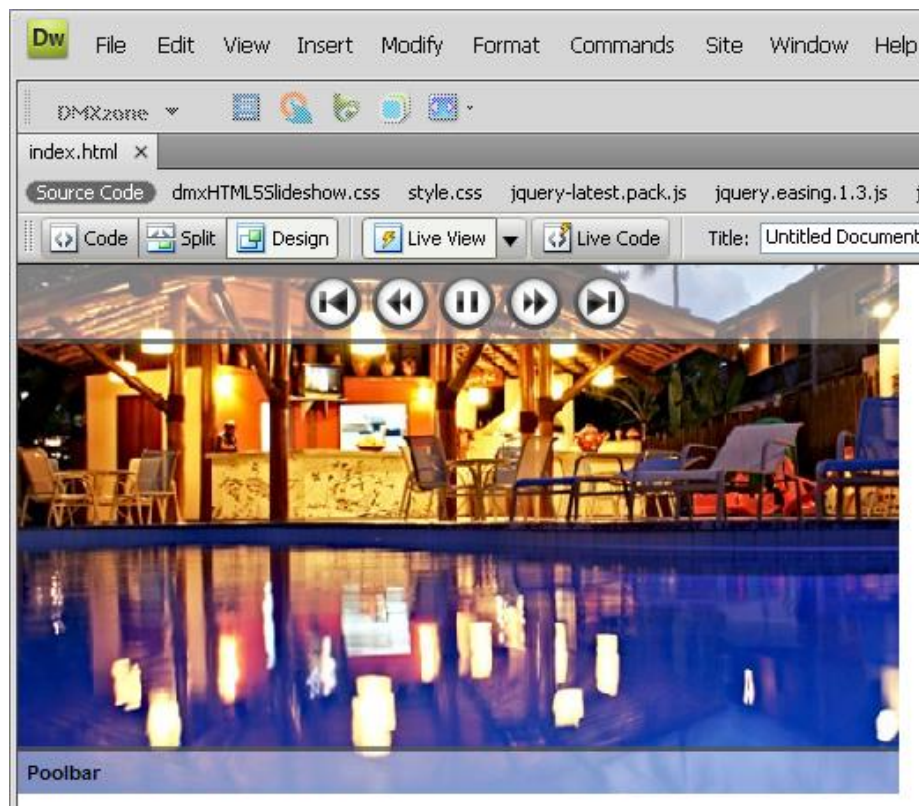 Dw File Edit View Insert Modify Format Commands Site Window Help
DMXzone
index.html ×
Source Code dmxHTML5Slideshow.css style.css jquery-latest.pack.js jquery.easing.1.3.js
Code Split Design Live View Live Code Title: Untitled Document
Poolbar